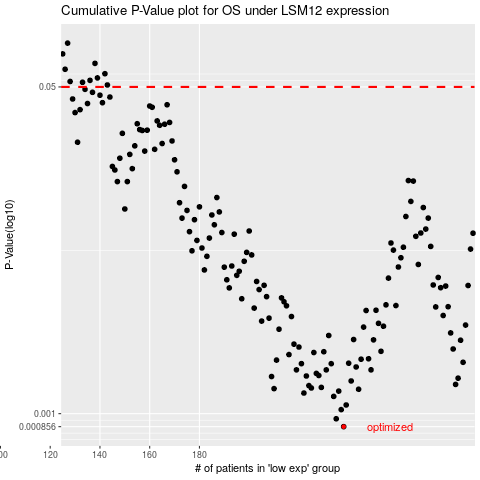 Cumulative P-Value plot for OS under LSM12 expression
0.05
P-Value(log10)
0.001
0.000856
optimized
00 120 140 160 180
# of patients in 'low exp' group